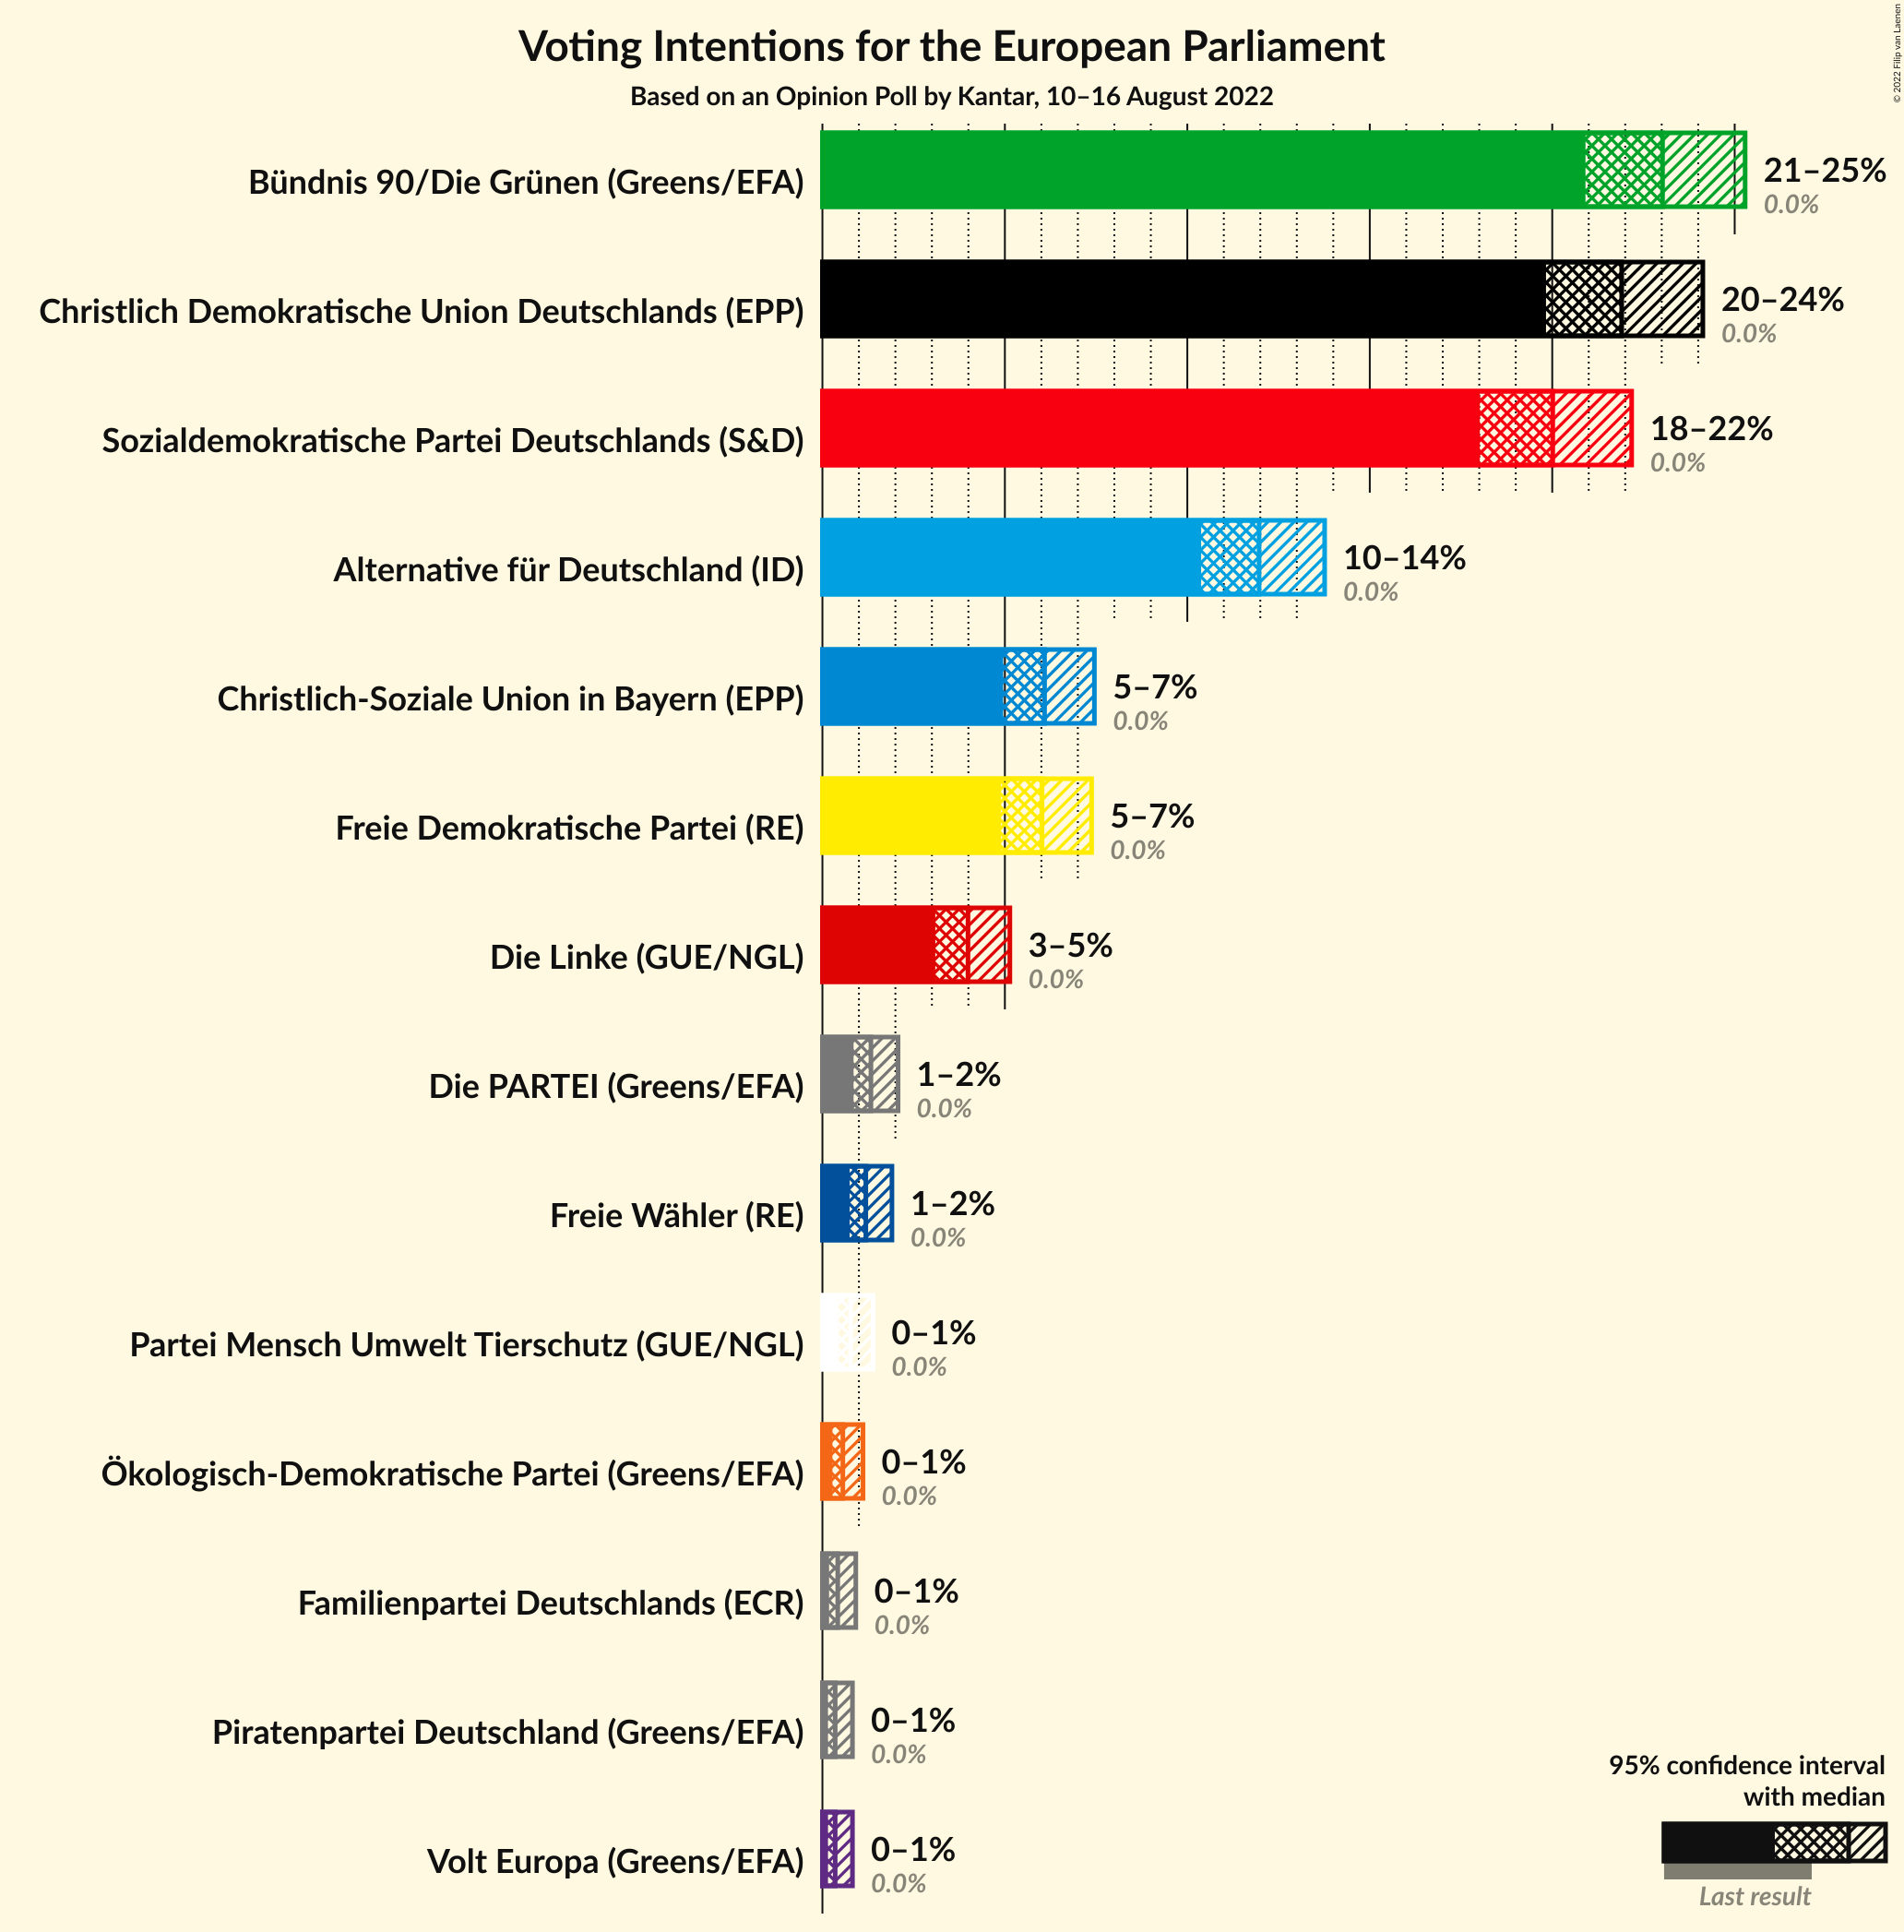 Voting Intentions for the European Parliament
Based on an Opinion Poll by Kantar, 10–16 August 2022
© 2022 Filip van Laenen
Bündnis 90/Die Grünen (Greens/EFA)
21–25%
0.0%
Christlich Demokratische Union Deutschlands (EPP)
20–24%
0.0%
Sozialdemokratische Partei Deutschlands (S&D)
18–22%
0.0%
Alternative für Deutschland (ID)
10–14%
0.0%
Christlich-Soziale Union in Bayern (EPP)
5–7%
0.0%
Freie Demokratische Partei (RE)
5–7%
0.0%
Die Linke (GUE/NGL)
3–5%
0.0%
Die PARTEI (Greens/EFA)
1–2%
0.0%
Freie Wähler (RE)
1–2%
0.0%
Partei Mensch Umwelt Tierschutz (GUE/NGL)
0–1%
0.0%
Ökologisch-Demokratische Partei (Greens/EFA)
0–1%
0.0%
Familienpartei Deutschlands (ECR)
0–1%
0.0%
Piratenpartei Deutschland (Greens/EFA)
0–1%
0.0%
Volt Europa (Greens/EFA)
0–1%
0.0%
95% confidence interval
with median
Last result